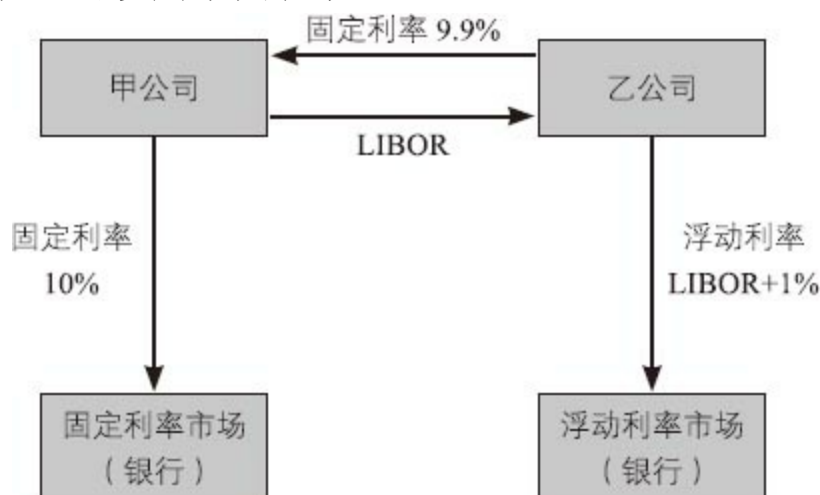 固定利率 9.9%
甲公司
乙公司
LIBOR
固定利率
10%
浮动利率
LIBOR+1%
固定利率市场
（银行）
浮动利率市场
（银行）